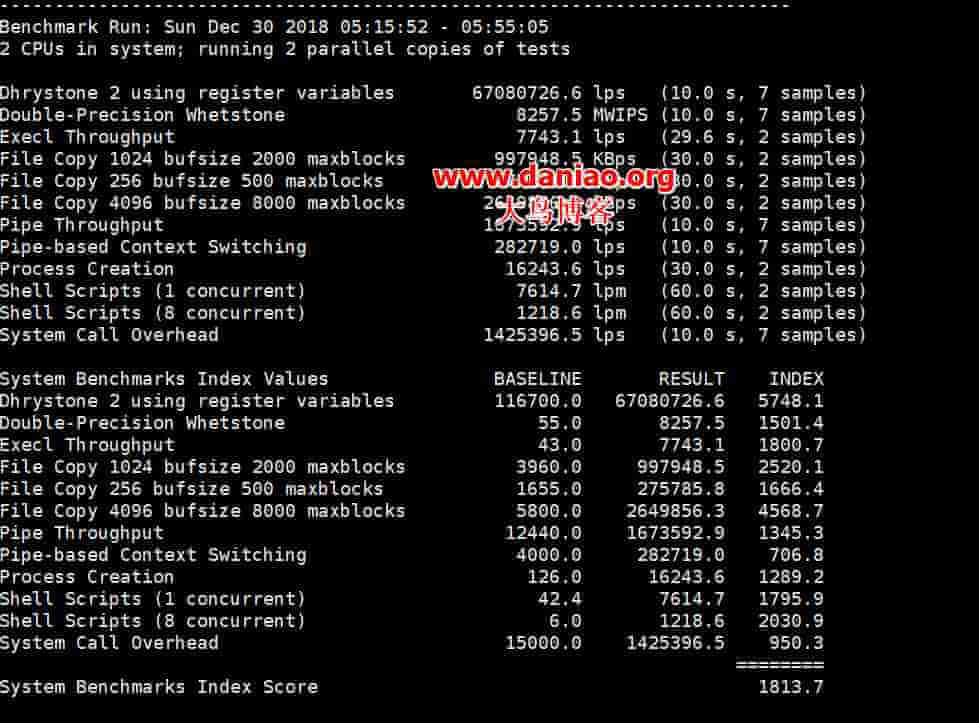 Benchmark Run: Sun Dec 30 2018 05:15:52 - 05:55:05
2 CPUs in system; running 2 parallel copies of tests
Dhrystone 2 using register variables 67080726.6 lps (10.0 s, 7 samples)
Double-Precision Whetstone 8257.5 MWIPS (10.0 s, 7 samples)
Execl Throughput 7743.1 lps (29.6 s, 2 samples)
File Copy 1024 bufsize 2000 maxblocks 997948.5 KBps (30.0 s, 2 samples)
File Copy 256 bufsize 500 maxblocks 30.0 s, 2 samples)
www.daniao.org
File Copy 4096 bufsize 8000 maxblocks (30.0 s, 2 samples)
大鸟博客
Pipe Throughput 1673592.9 lps (10.0 s, 7 samples)
Pipe-based Context Switching 282719.0 lps (10.0 s, 7 samples)
Process Creation 16243.6 lps (30.0 s, 2 samples)
Shell Scripts (1 concurrent) 7614.7 lpm (60.0 s, 2 samples)
Shell Scripts (8 concurrent) 1218.6 lpm (60.0 s, 2 samples)
System Call Overhead 1425396.5 lps (10.0 s, 7 samples)
System Benchmarks Index Values BASELINE RESULT INDEX
Dhrystone 2 using register variables 116700.0 67080726.6 5748.1
Double-Precision Whetstone 55.0 8257.5 1501.4
Execl Throughput 43.0 7743.1 1800.7
File Copy 1024 bufsize 2000 maxblocks 3960.0 997948.5 2520.1
File Copy 256 bufsize 500 maxblocks 1655.0 275785.8 1666.4
File Copy 4096 bufsize 8000 maxblocks 5800.0 2649856.3 4568.7
Pipe Throughput 12440.0 1673592.9 1345.3
Pipe-based Context Switching 4000.0 282719.0 706.8
Process Creation 126.0 16243.6 1289.2
Shell Scripts (1 concurrent) 42.4 7614.7 1795.9
Shell Scripts (8 concurrent) 6.0 1218.6 2030.9
System Call Overhead 15000.0 1425396.5 950.3
========
System Benchmarks Index Score 1813.7